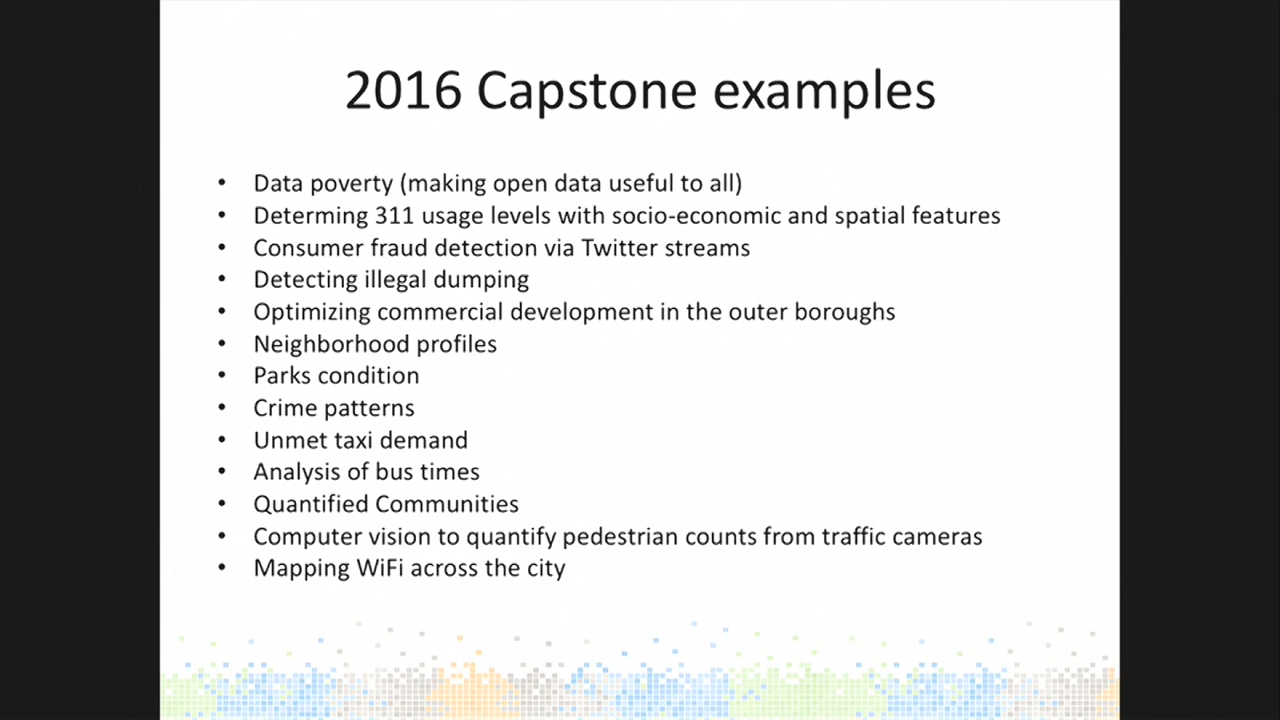 2016 Capstone examples
• Data poverty (making open data useful to all)
• Determing 311 usage levels with socio-economic and spatial features
• Consumer fraud detection via Twitter streams
• Detecting illegal dumping
• Optimizing commercial development in the outer boroughs
• Neighborhood profiles
• Parks condition
• Crime patterns
• Unmet taxi demand
• Analysis of bus times
• Quantified Communities
• Computer vision to quantify pedestrian counts from traffic cameras
• Mapping WiFi across the city